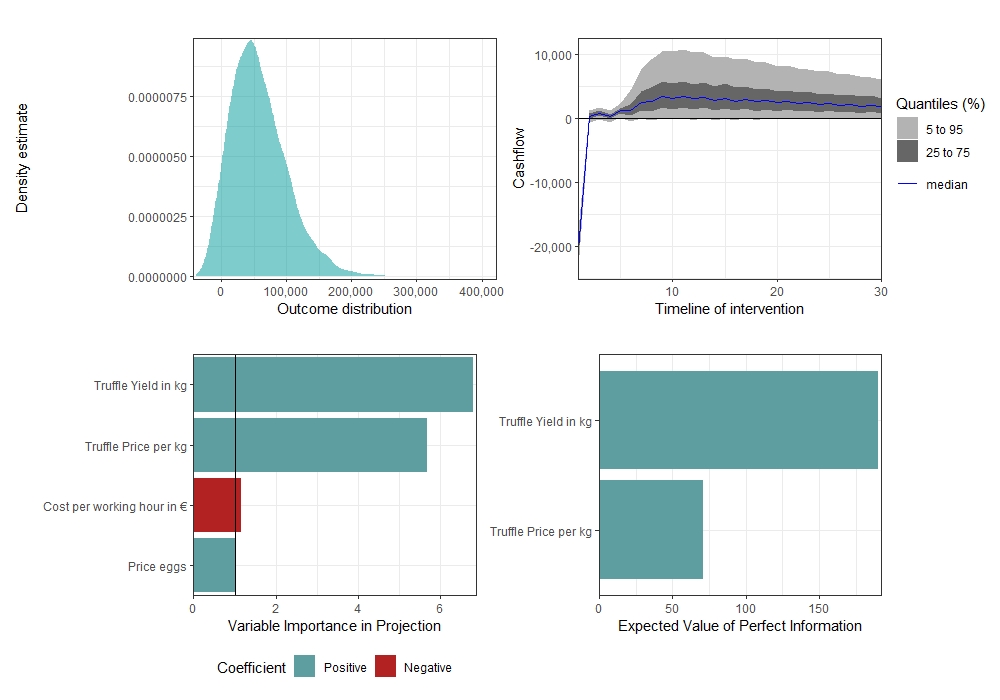 Density estimate
0.0000075
0.0000050
0.0000025
0.0000000
0
100,000
200,000
300,000
400,000
Outcome distribution
Cashflow
10,000
0
-10,000
-20,000
10
20
30
Timeline of intervention
Quantiles (%)
5 to 95
25 to 75
median
Truffle Yield in kg
Truffle Price per kg
Cost per working hour in €
Price eggs
0
2
4
6
Variable Importance in Projection
Coefficient
Positive
Negative
Truffle Yield in kg
Truffle Price per kg
0
50
100
150
Expected Value of Perfect Information